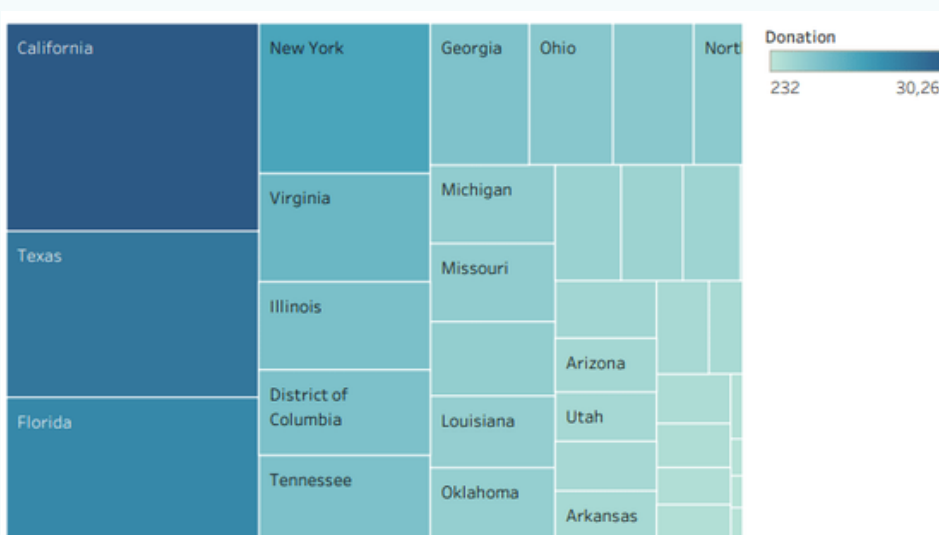 California
New York
Georgia
Ohio
Nort
Donation
232
30,26
Michigan
Virginia
Texas
Missouri
Illinois
Arizona
District of
Columbia
Utah
Florida
Louisiana
Tennessee
Oklahoma
Arkansas